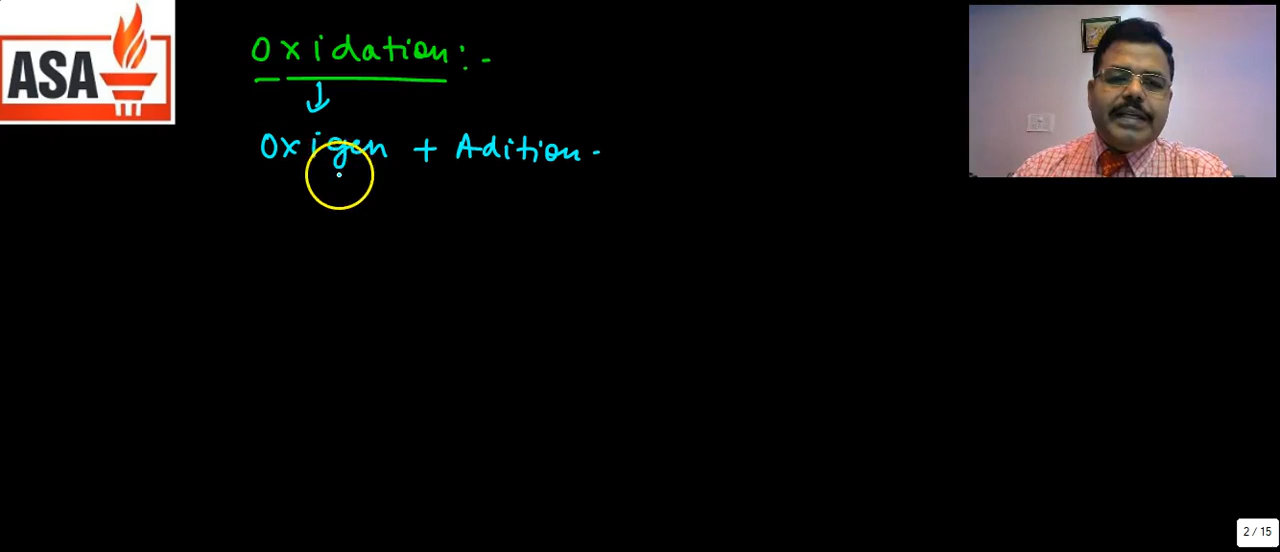 ASA
Oxidation:-
Oxigen + Adition-
2 / 15